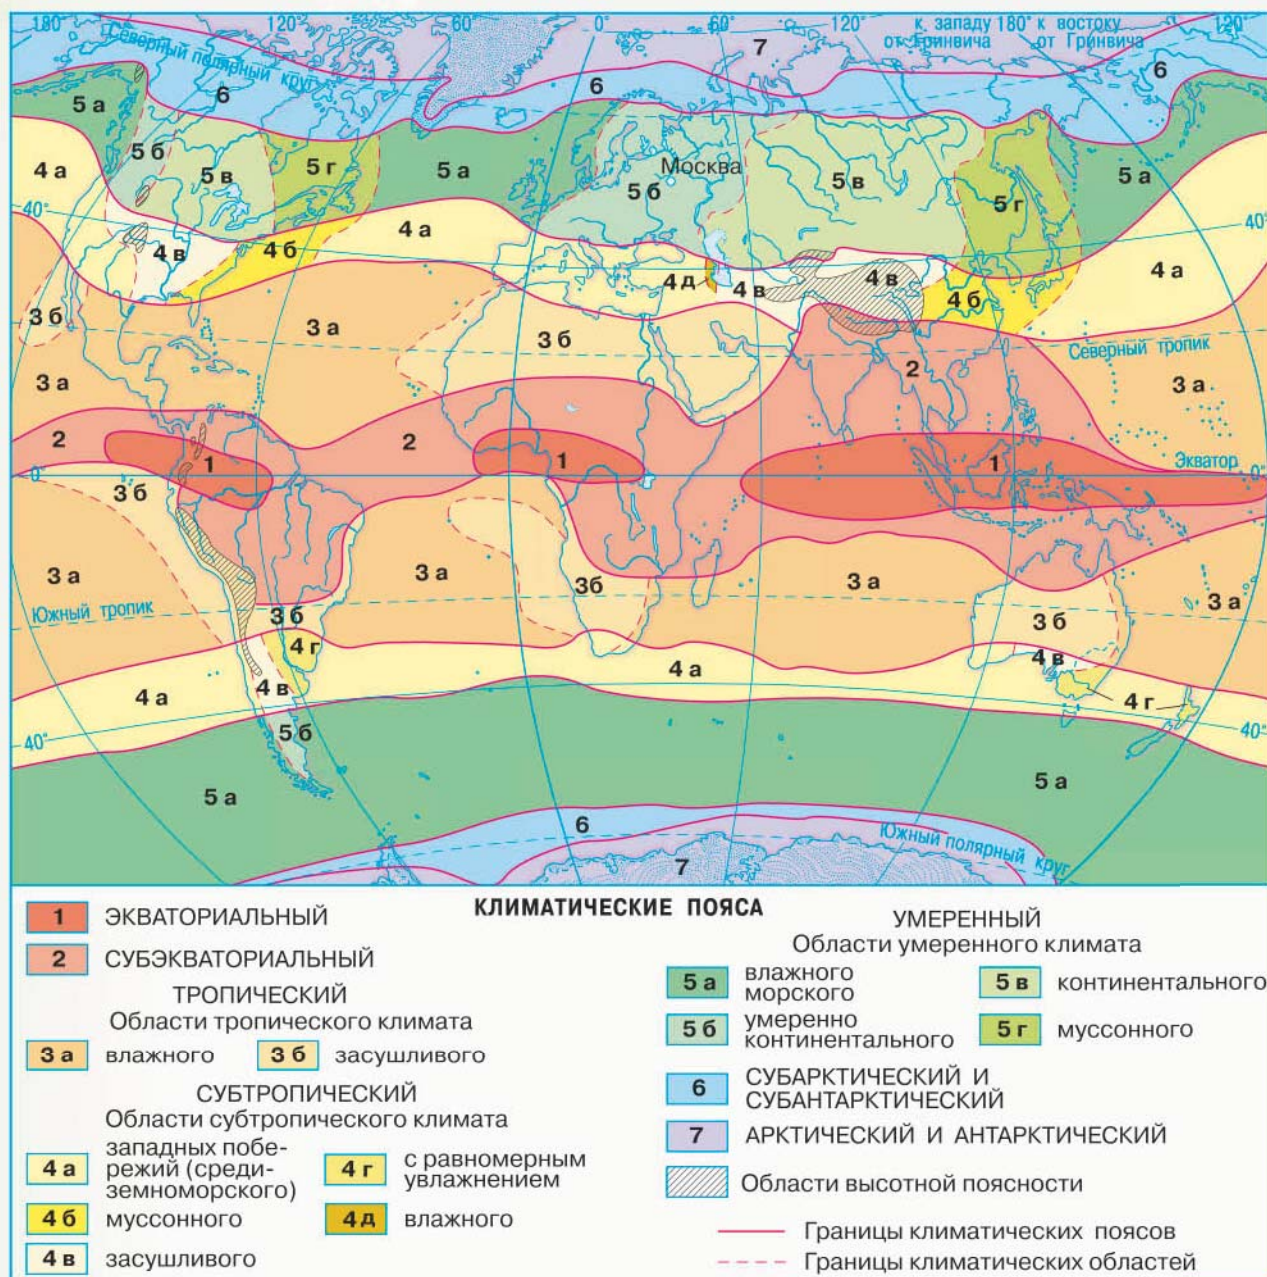 180° 120° 60° 0° 60° 120° к западу 180° к востоку 120°
от Гринвича от Гринвича
Северный полярный круг
7
6
6
6
5 а
5 б
5 в
5 г
5 а
Москва
5 б
5 в
5 г
5 а
4 а
40°
40°
4 в
4 б
4 а
4 д
4 в
4 в
4 б
4 а
3 б
3 а
3 б
2
Северный тропик
3 а
3 а
2
2
1
1
1
Экватор
0°
0°
3 б
3 а
3 а
3б
3 а
3 а
Южный тропик
3 б
3 б
4 г
4 в
4 а
4 в
4 а
4 г
40°
40°
5 б
5 а
5 а
6
Южный полярный круг
7
КЛИМАТИЧЕСКИЕ ПОЯСА
1 ЭКВАТОРИАЛЬНЫЙ
2 СУБЭКВАТОРИАЛЬНЫЙ
ТРОПИЧЕСКИЙ
Области тропического климата
3 а влажного 3 б засушливого
СУБТРОПИЧЕСКИЙ
Области субтропического климата
4 а западных побе-
режий (среди-
земноморского)
4 г с равномерным
увлажнением
4 б муссонного
4 д влажного
4 в засушливого
УМЕРЕННЫЙ
Области умеренного климата
5 а влажного
морского
5 в континентального
5 б умеренно
континентального
5 г муссонного
6 СУБАРКТИЧЕСКИЙ И
СУБАНТАРКТИЧЕСКИЙ
7 АРКТИЧЕСКИЙ И АНТАРКТИЧЕСКИЙ
Области высотной поясности
Границы климатических поясов
Границы климатических областей